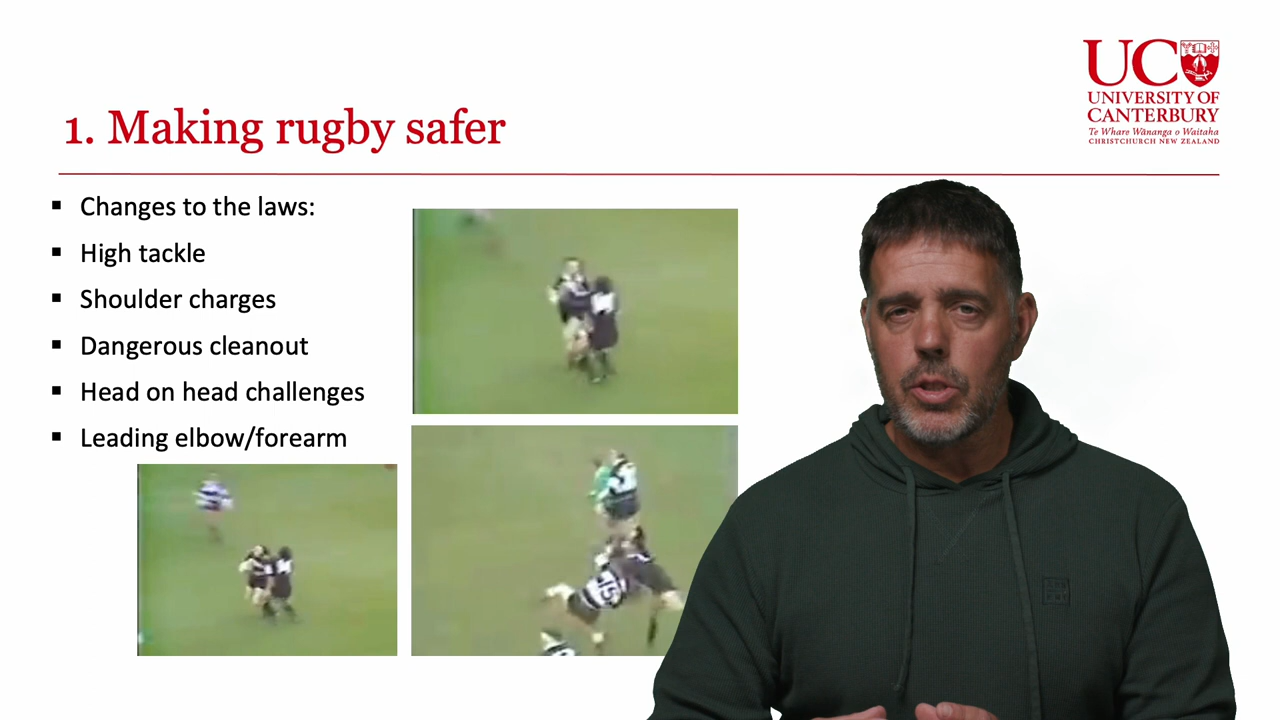 1. Making rugby safer
UC
UNIVERSITY OF
CANTERBURY
Te Whare Wānanga o Waitaha
CHRISTCHURCH NEW ZEALAND
▪ Changes to the laws:
▪ High tackle
▪ Shoulder charges
▪ Dangerous cleanout
▪ Head on head challenges
▪ Leading elbow/forearm
15